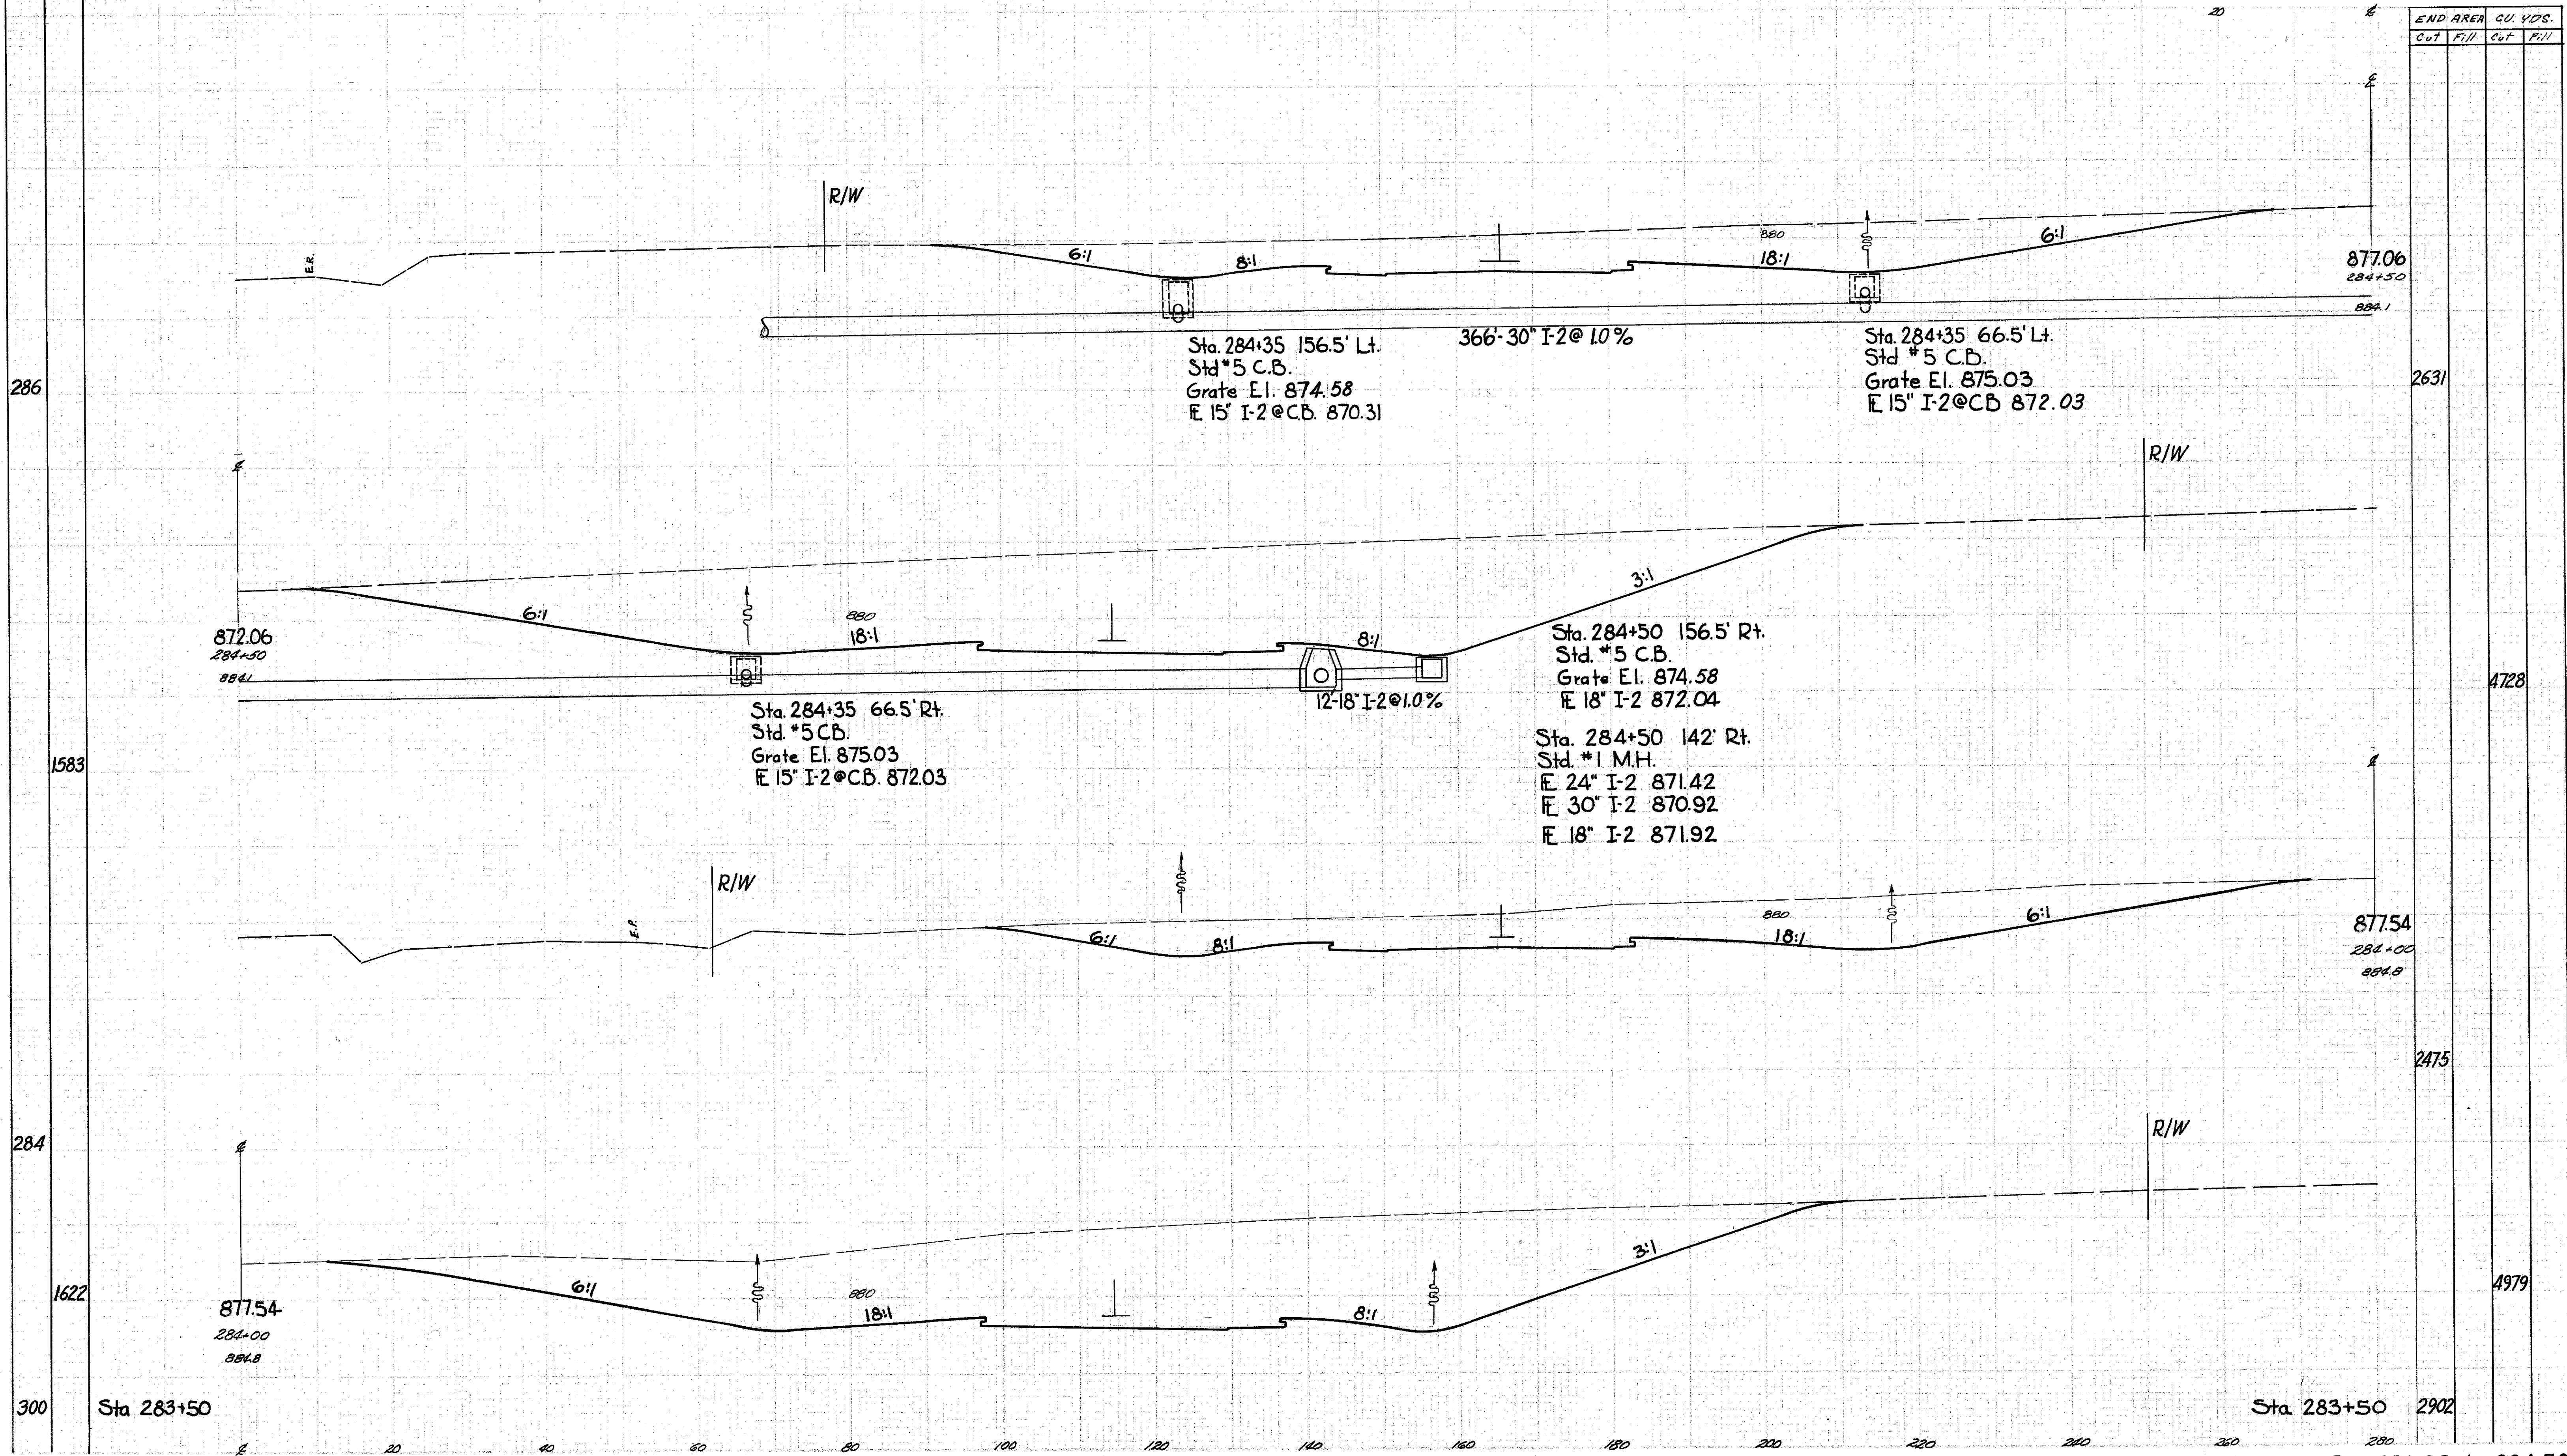 20 ℄
END AREA CU. YDS.
Cut Fill Cut Fill
℄
R/W
E.R.
6:1 8:1 880 18:1 6:1
877.06
284+50
884.1
366'-30" I-2 @ 1.0%
Sta. 284+35 156.5' Lt.
Std #5 C.B.
Grate El. 874.58
FE 15" I-2 @ C.B. 870.31
Sta. 284+35 66.5' Lt.
Std #5 C.B.
Grate El. 875.03
FE 15" I-2 @ CB 872.03
286
2631
℄
R/W
6:1 880 18:1 8:1 3:1
872.06
284+50
884.1
12'-18" I-2 @ 1.0%
Sta. 284+50 156.5' Rt.
Std. #5 C.B.
Grate El. 874.58
FE 18" I-2 872.04
4728
Sta. 284+35 66.5' Rt.
Std. #5 CB.
Grate El. 875.03
FE 15" I-2 @ C.B. 872.03
Sta. 284+50 142' Rt.
Std. #1 M.H.
FE 24" I-2 871.42
FE 30" I-2 870.92
FE 18" I-2 871.92
1583
℄
R/W
E.P.
6:1 8:1 880 18:1 6:1
877.54
284+00
884.8
2475
284
℄
R/W
6:1 880 18:1 8:1 3:1
1622
4979
877.54
284+00
884.8
300 Sta 283+50
Sta 283+50 2902
℄ 20 40 60 80 100 120 140 160 180 200 220 240 260 280